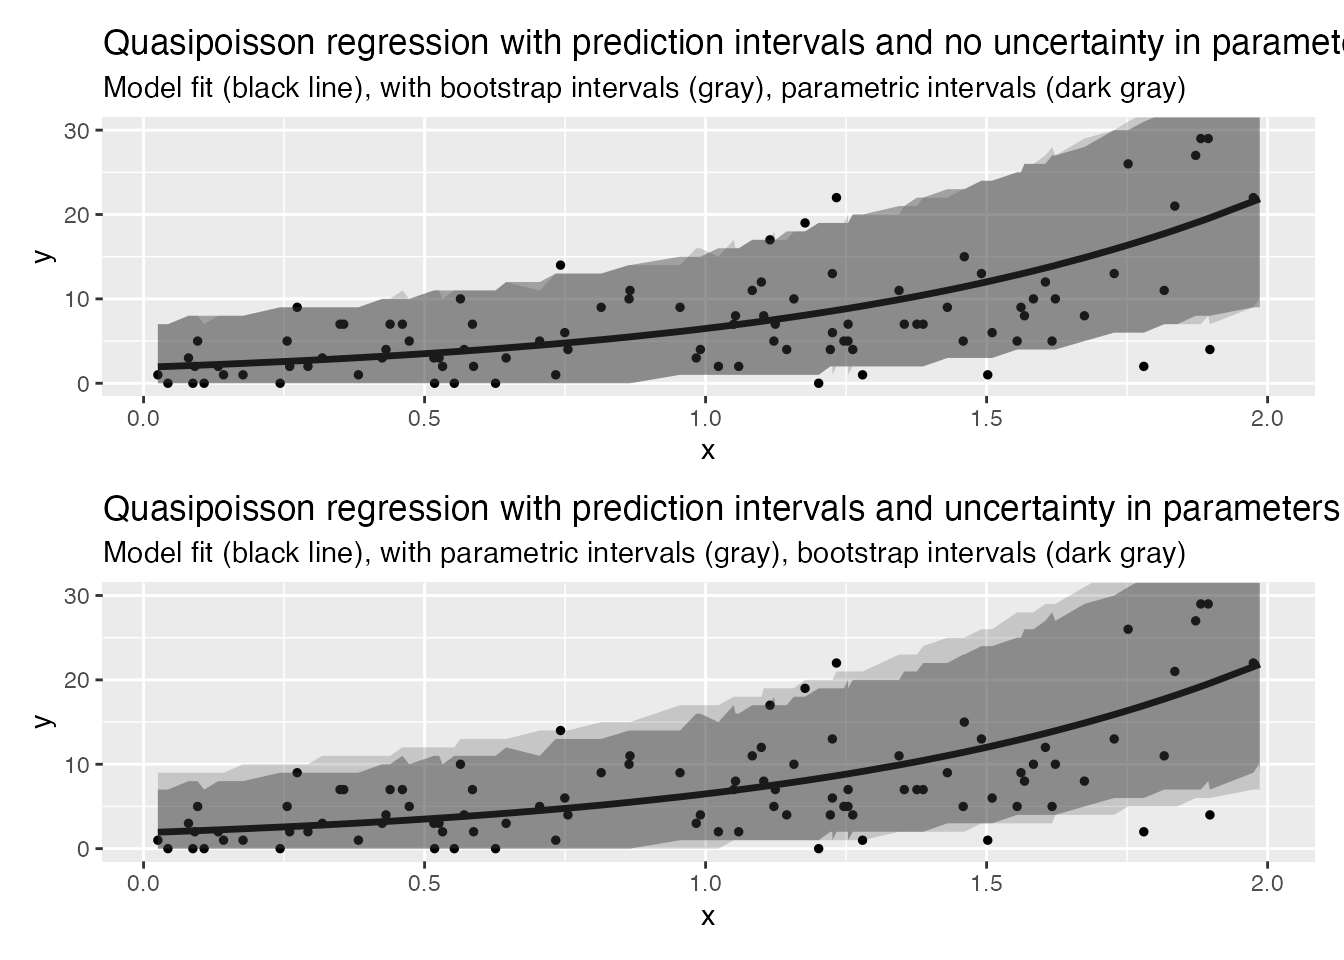 Quasipoisson regression with prediction intervals and no uncertainty in paramet
Model fit (black line), with bootstrap intervals (gray), parametric intervals (dark gray)
30
20
10
0
y
0.0 0.5 1.0 1.5 2.0
x
Quasipoisson regression with prediction intervals and uncertainty in parameters
Model fit (black line), with parametric intervals (gray), bootstrap intervals (dark gray)
30
20
10
0
y
0.0 0.5 1.0 1.5 2.0
x